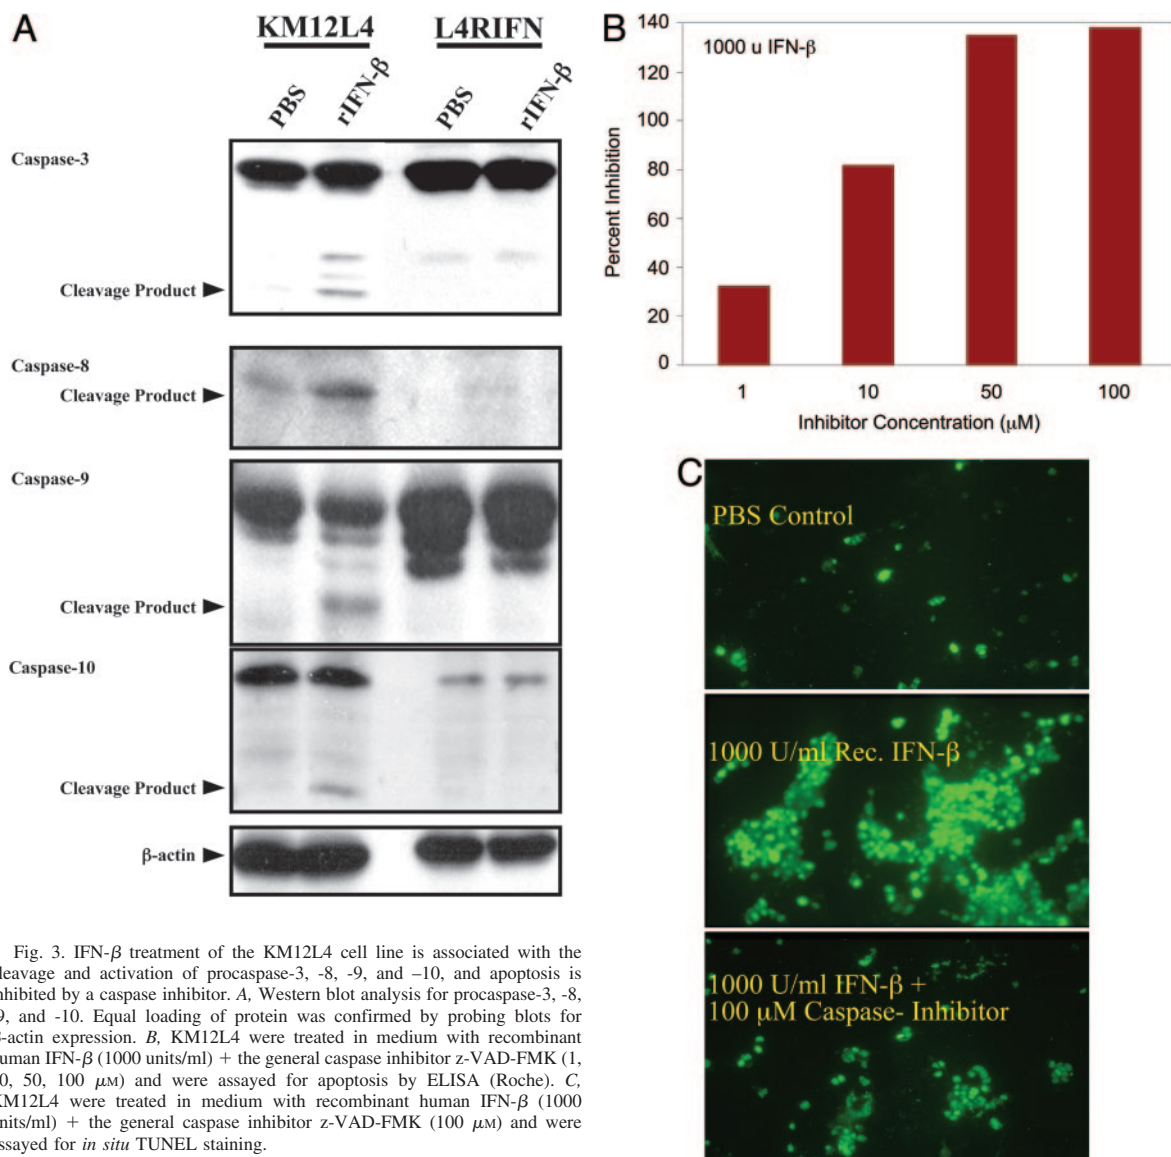 A
KM12L4 L4RIFN
PBS rIFN-β PBS rIFN-β
Caspase-3
Cleavage Product
Caspase-8
Cleavage Product
Caspase-9
Cleavage Product
Caspase-10
Cleavage Product
β-actin
B
1000 u IFN-β
Percent Inhibition
140
120
100
80
60
40
20
0
1 10 50 100
Inhibitor Concentration (μM)
C
PBS Control
1000 U/ml Rec. IFN-β
1000 U/ml IFN-β +
100 μM Caspase- Inhibitor
Fig. 3. IFN-β treatment of the KM12L4 cell line is associated with the
leavage and activation of procaspase-3, -8, -9, and –10, and apoptosis is
nhibited by a caspase inhibitor. A, Western blot analysis for procaspase-3, -8,
9, and -10. Equal loading of protein was confirmed by probing blots for
-actin expression. B, KM12L4 were treated in medium with recombinant
uman IFN-β (1000 units/ml) + the general caspase inhibitor z-VAD-FMK (1,
0, 50, 100 μM) and were assayed for apoptosis by ELISA (Roche). C,
KM12L4 were treated in medium with recombinant human IFN-β (1000
nits/ml) + the general caspase inhibitor z-VAD-FMK (100 μM) and were
ssayed for in situ TUNEL staining.